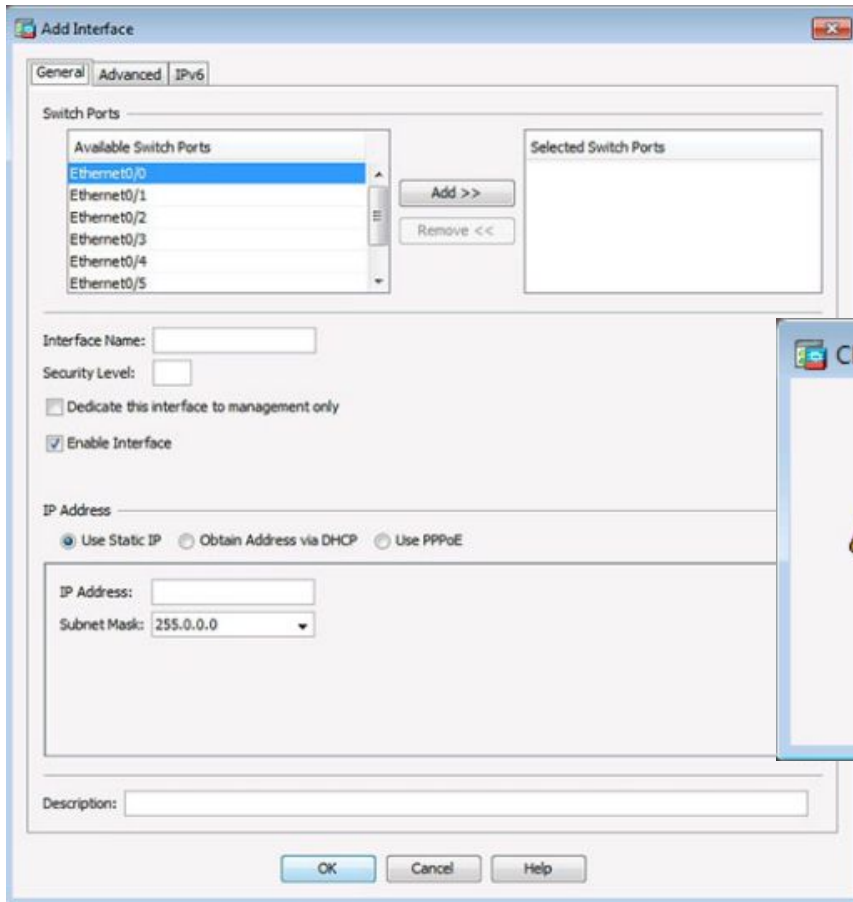 Add Interface
General Advanced IPv6
Switch Ports
Available Switch Ports
Ethernet0/0
Ethernet0/1
Ethernet0/2
Ethernet0/3
Ethernet0/4
Ethernet0/5
Add >>
Remove <<
Selected Switch Ports
Interface Name:
Security Level:
Dedicate this interface to management only
Enable Interface
IP Address
Use Static IP Obtain Address via DHCP Use PPPoE
IP Address:
Subnet Mask: 255.0.0.0
Description:
OK Cancel Help